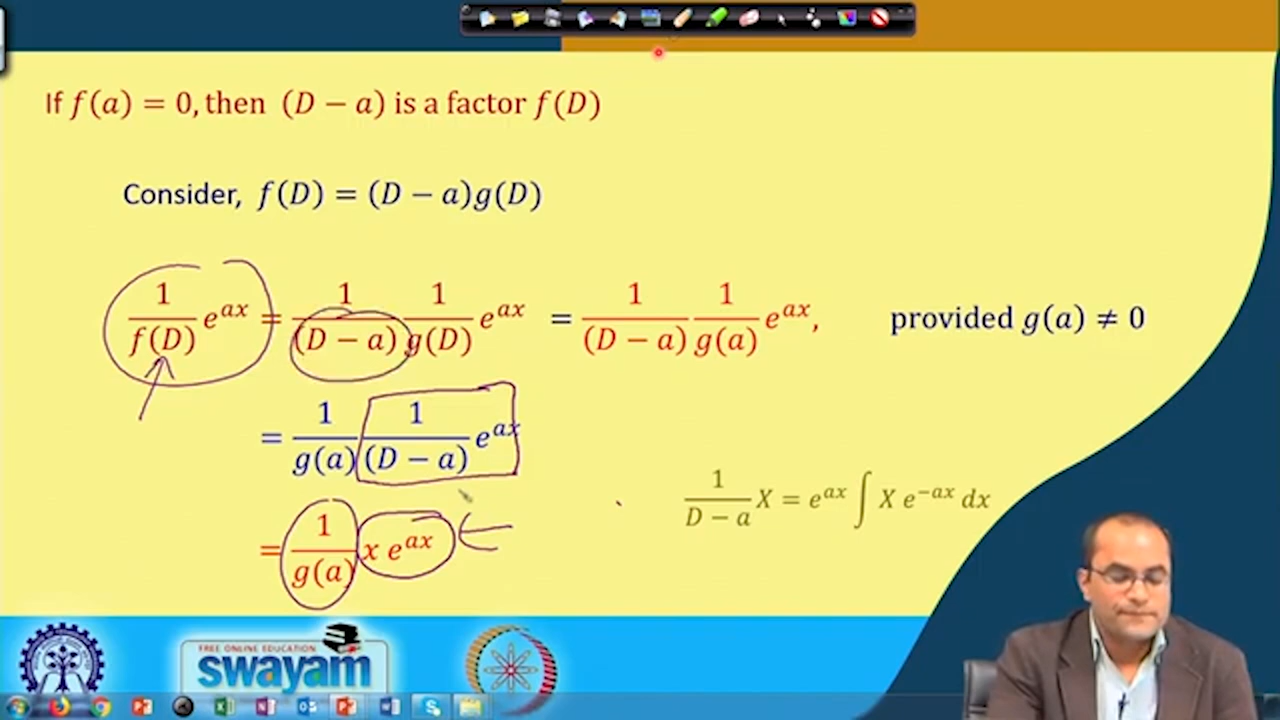 If f(a) = 0, then (D − a) is a factor f(D)
Consider, f(D) = (D − a)g(D)
1/f(D) e^{ax} = 1/(D − a) 1/g(D) e^{ax} = 1/(D − a) 1/g(a) e^{ax}, provided g(a) ≠ 0
= 1/g(a) 1/(D − a) e^{ax}
1/(D − a) X = e^{ax} ∫ X e^{−ax} dx
= 1/g(a) x e^{ax}
FREE ONLINE EDUCATION
swayam